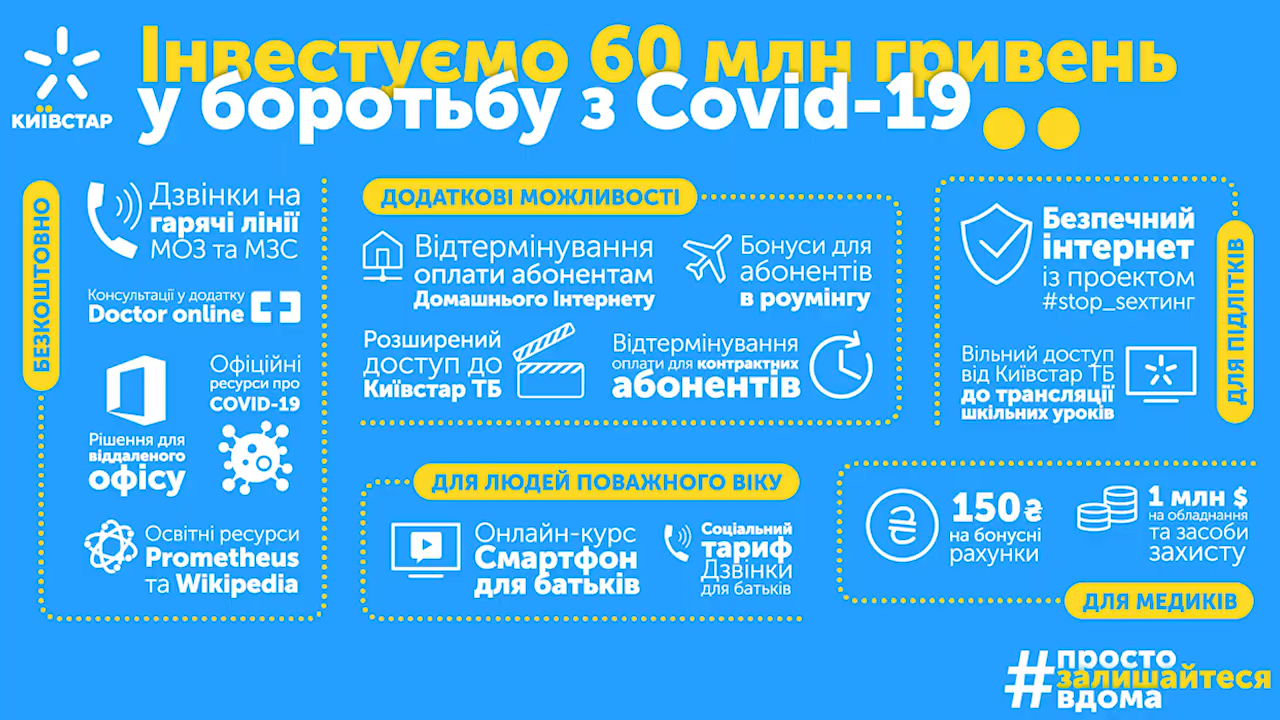 КИЇВСТАР
Інвестуємо 60 млн гривень
у боротьбу з Covid-19
БЕЗКОШТОВНО
Дзвінки на
гарячі лінії
МОЗ та МЗС
Консультації у додатку
Doctor online
Офіційні
ресурси про
COVID-19
Рішення для
віддаленого
офісу
Освітні ресурси
Prometheus
та Wikipedia
ДОДАТКОВІ МОЖЛИВОСТІ
Відтермінування
оплати абонентам
Домашнього Інтернету
Бонуси для
абонентів
в роумінгу
Розширений
доступ до
Київстар ТБ
Відтермінування
оплати для контрактних
абонентів
ДЛЯ ПІДЛІТКІВ
Безпечний
інтернет
із проектом
#stop_sexтинг
Вільний доступ
від Київстар ТБ
до трансляції
шкільних уроків
ДЛЯ ЛЮДЕЙ ПОВАЖНОГО ВІКУ
Онлайн-курс
Смартфон
для батьків
Соціальний
тариф
Дзвінки
для батьків
150 ₴
на бонусні
рахунки
1 млн $
на обладнання
та засоби
захисту
ДЛЯ МЕДИКІВ
#просто
залишайтеся
вдома